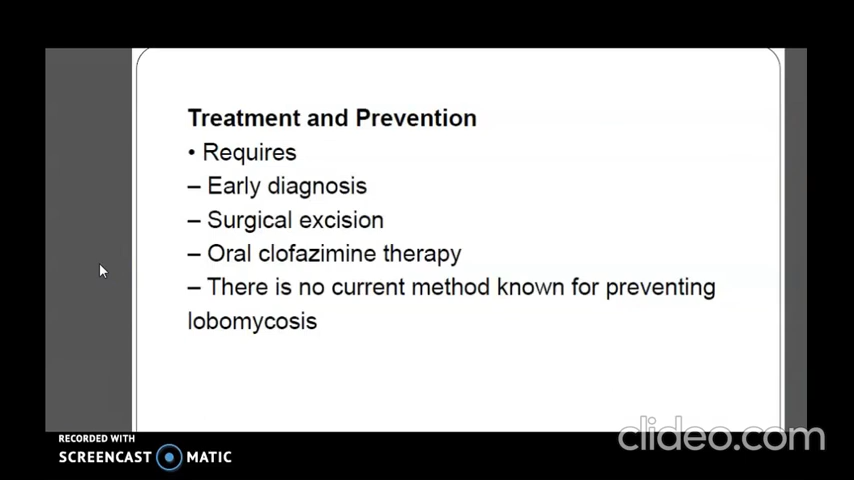 Treatment and Prevention
• Requires
– Early diagnosis
– Surgical excision
– Oral clofazimine therapy
– There is no current method known for preventing
lobomycosis
clideo.com
RECORDED WITH
SCREENCAST MATIC